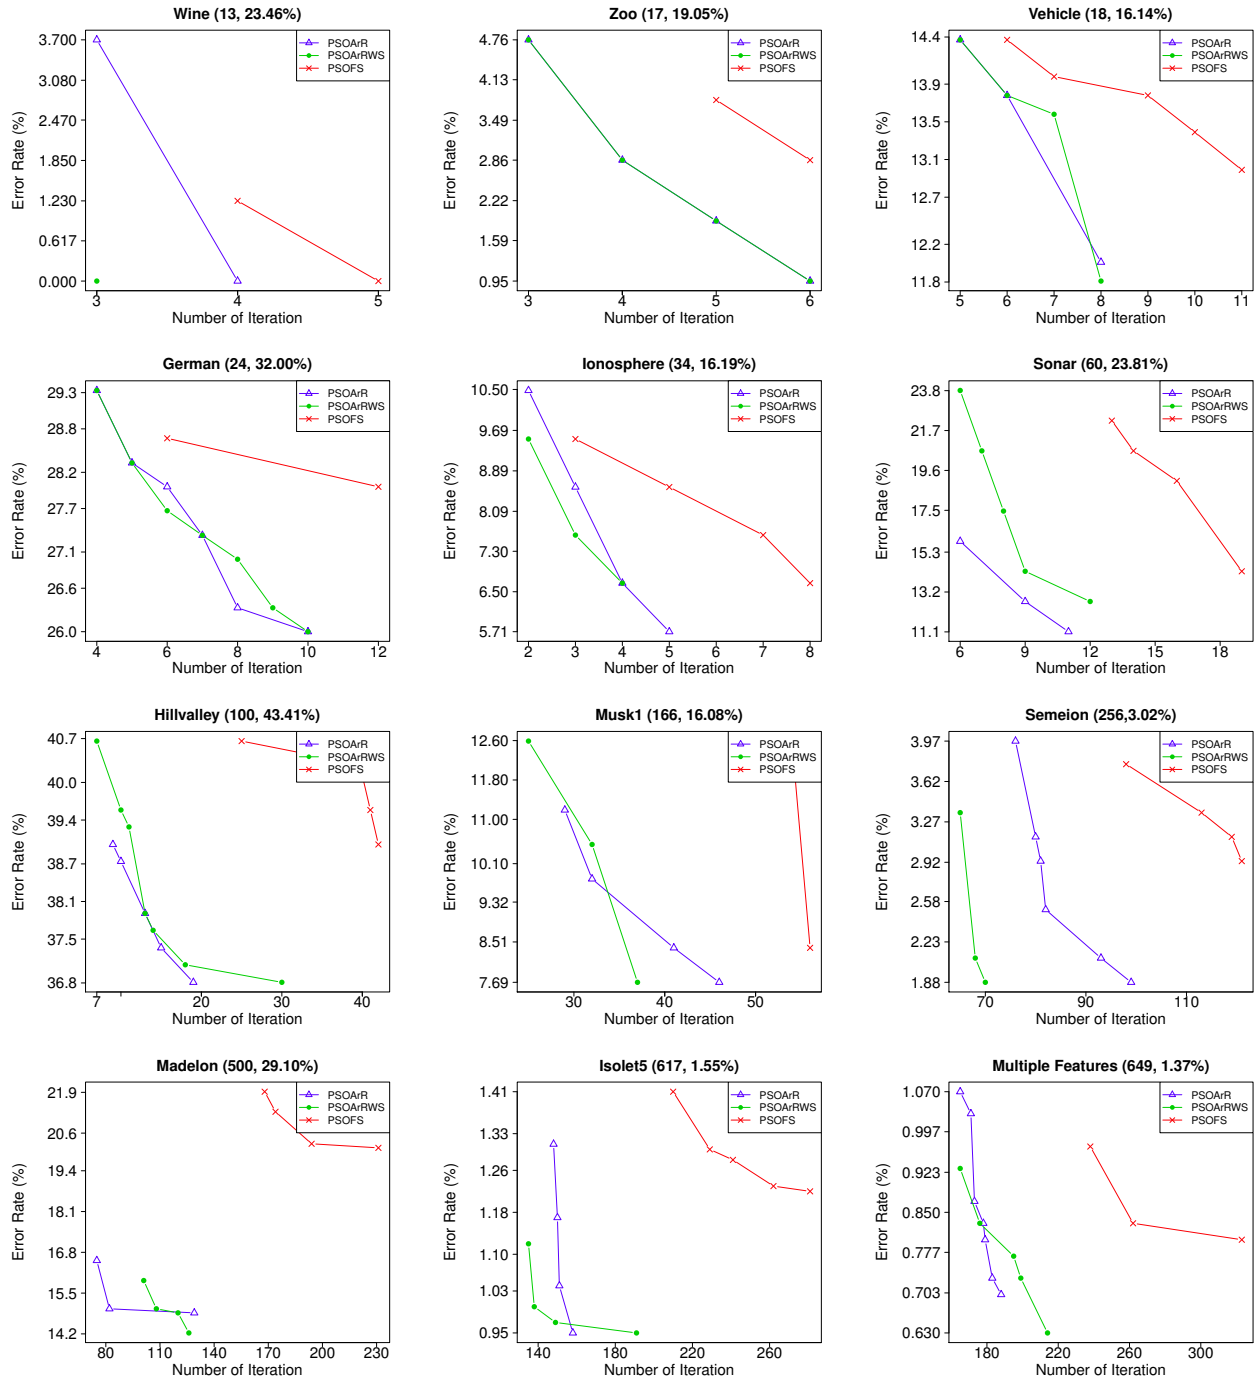 Wine (13, 23.46%)
Error Rate (%)
3.700
3.080
2.470
1.850
1.230
0.617
0.000
3 4 5
Number of Iteration
PSOArR
PSOArRWS
PSOFS
Zoo (17, 19.05%)
Error Rate (%)
4.76
4.13
3.49
2.86
2.22
1.59
0.95
3 4 5 6
Number of Iteration
PSOArR
PSOArRWS
PSOFS
Vehicle (18, 16.14%)
Error Rate (%)
14.4
13.9
13.5
13.1
12.7
12.2
11.8
5 6 7 8 9 10 11
Number of Iteration
PSOArR
PSOArRWS
PSOFS
German (24, 32.00%)
Error Rate (%)
29.3
28.8
28.2
27.7
27.1
26.6
26.0
4 6 8 10 12
Number of Iteration
PSOArR
PSOArRWS
PSOFS
Ionosphere (34, 16.19%)
Error Rate (%)
10.50
9.69
8.89
8.09
7.30
6.50
5.71
2 3 4 5 6 7 8
Number of Iteration
PSOArR
PSOArRWS
PSOFS
Sonar (60, 23.81%)
Error Rate (%)
23.8
21.7
19.6
17.5
15.3
13.2
11.1
6 9 12 15 18
Number of Iteration
PSOArR
PSOArRWS
PSOFS
Hillvalley (100, 43.41%)
Error Rate (%)
40.7
40.0
39.4
38.7
38.1
37.5
36.8
7 20 30 40
Number of Iteration
PSOArR
PSOArRWS
PSOFS
Musk1 (166, 16.08%)
Error Rate (%)
12.60
11.80
11.00
10.10
9.32
8.51
7.69
30 40 50
Number of Iteration
PSOArR
PSOArRWS
PSOFS
Semeion (256,3.02%)
Error Rate (%)
3.97
3.62
3.27
2.92
2.58
2.23
1.88
70 90 110
Number of Iteration
PSOArR
PSOArRWS
PSOFS
Madelon (500, 29.10%)
Error Rate (%)
21.9
20.6
19.4
18.1
16.8
15.5
14.2
80 110 140 170 200 230
Number of Iteration
PSOArR
PSOArRWS
PSOFS
Isolet5 (617, 1.55%)
Error Rate (%)
1.41
1.33
1.26
1.18
1.10
1.03
0.95
140 180 220 260
Number of Iteration
PSOArR
PSOArRWS
PSOFS
Multiple Features (649, 1.37%)
Error Rate (%)
1.070
0.997
0.923
0.850
0.777
0.703
0.630
180 220 260 300
Number of Iteration
PSOArR
PSOArRWS
PSOFS